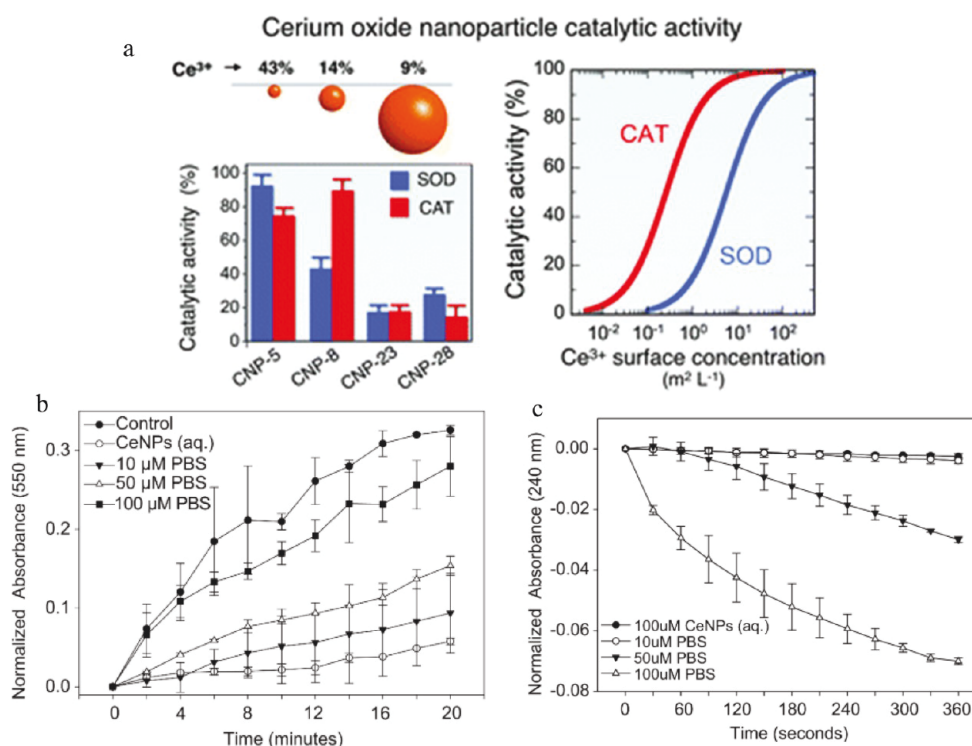 Cerium oxide nanoparticle catalytic activity
a
Ce³⁺ → 43% 14% 9%
Catalytic activity (%)
100
80
60
40
20
0
SOD
CAT
CNP-5 CNP-8 CNP-23 CNP-28
Catalytic activity (%)
100
80
60
40
20
0
CAT
SOD
10⁻² 10⁻¹ 10⁰ 10¹ 10²
Ce³⁺ surface concentration
(m² L⁻¹)
b
Normalized Absorbance (550 nm)
0.3
0.2
0.1
0.0
Control
CeNPs (aq.)
10 µM PBS
50 µM PBS
100 µM PBS
0 4 8 12 16 20
Time (minutes)
c
Normalized Absorbance (240 nm)
0.00
-0.02
-0.04
-0.06
-0.08
100uM CeNPs (aq.)
10uM PBS
50uM PBS
100uM PBS
0 60 120 180 240 300 360
Time (seconds)